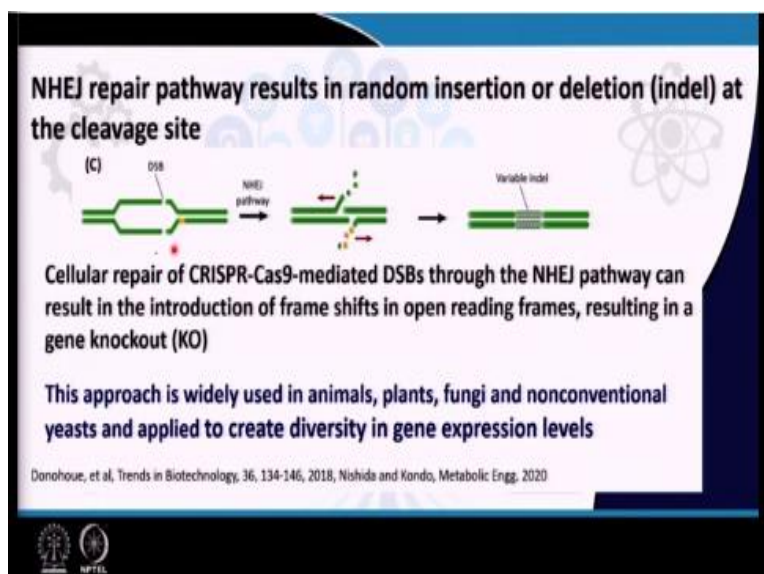 NHEJ repair pathway results in random insertion or deletion (indel) at
the cleavage site
(C)
DSB
NHEJ
pathway
Variable indel
Cellular repair of CRISPR-Cas9-mediated DSBs through the NHEJ pathway can
result in the introduction of frame shifts in open reading frames, resulting in a
gene knockout (KO)
This approach is widely used in animals, plants, fungi and nonconventional
yeasts and applied to create diversity in gene expression levels
Donohoue, et al, Trends in Biotechnology, 36, 134-146, 2018, Nishida and Kondo, Metabolic Engg, 2020
NPTEL